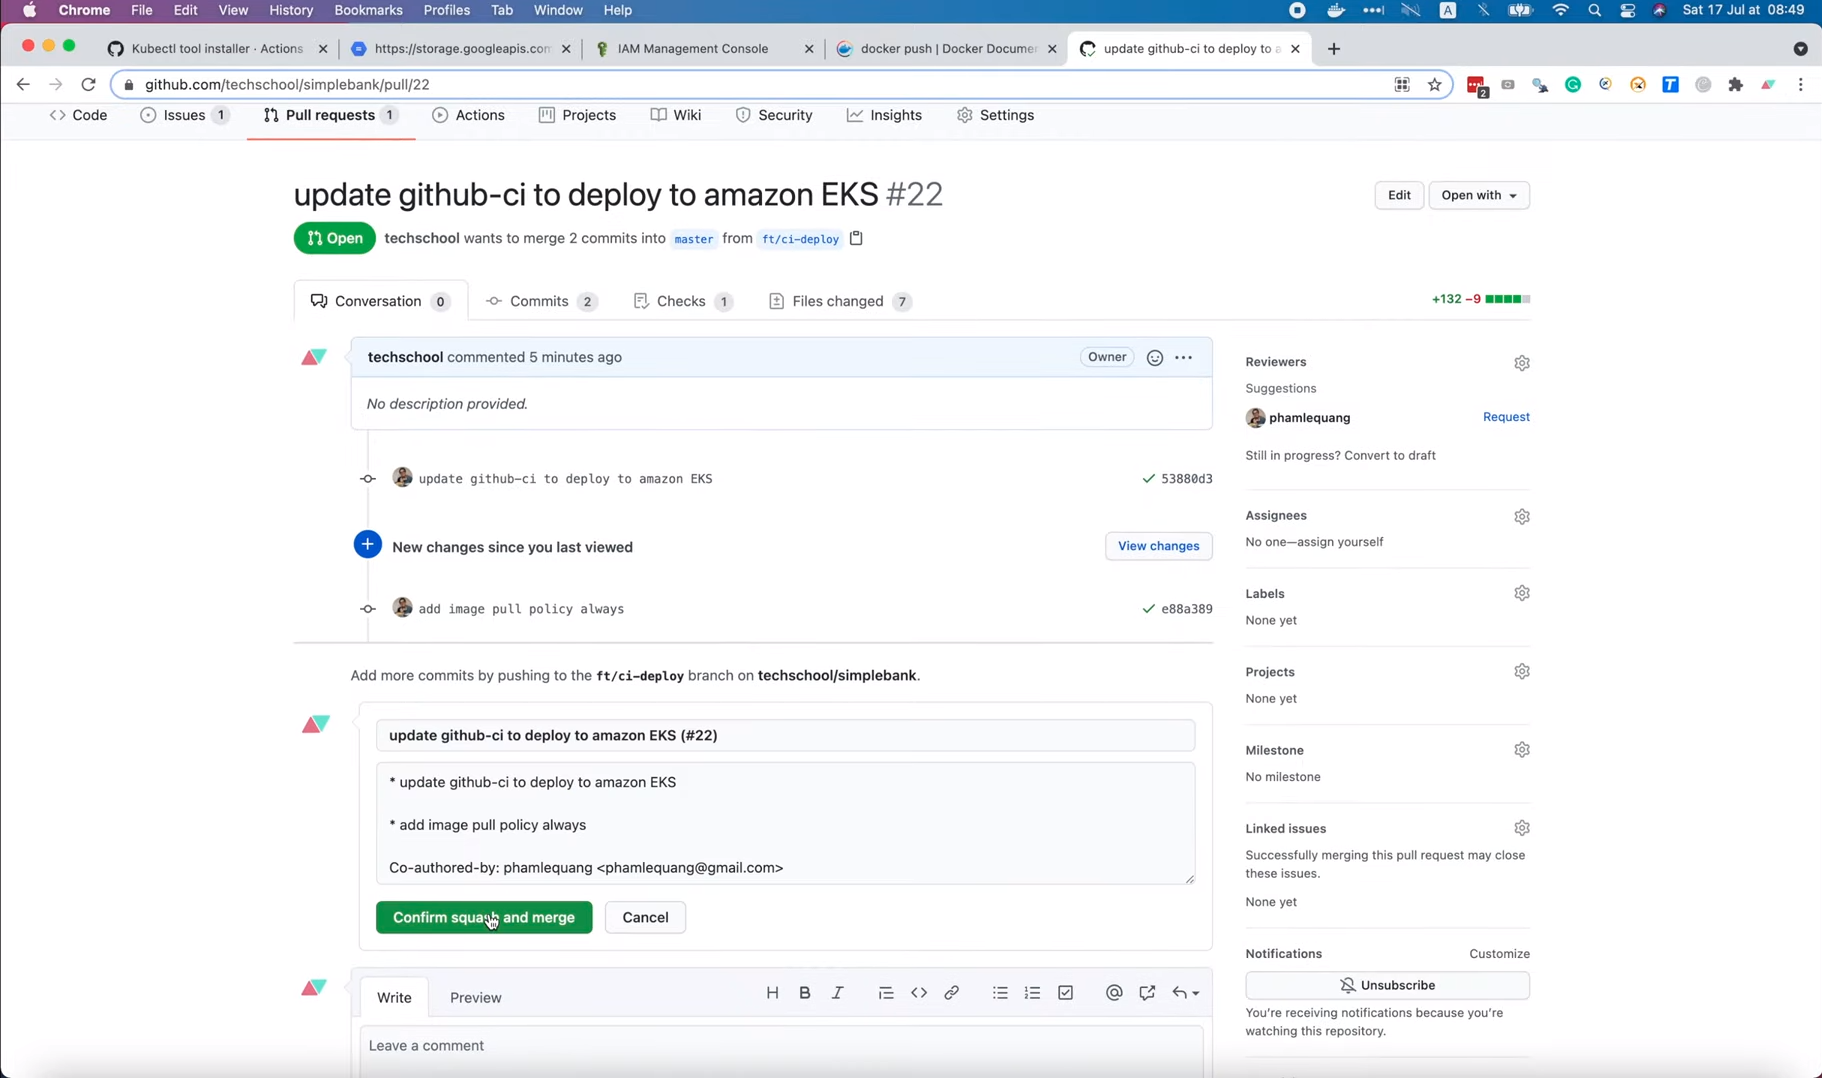 Chrome File Edit View History Bookmarks Profiles Tab Window Help A Sat 17 Jul at 08:49
Kubectl tool installer · Actions https://storage.googleapis.com IAM Management Console docker push | Docker Documen update github-ci to deploy to a
github.com/techschool/simplebank/pull/22 2
Code Issues 1 Pull requests 1 Actions Projects Wiki Security Insights Settings
update github-ci to deploy to amazon EKS #22 Edit Open with
Open techschool wants to merge 2 commits into master from ft/ci-deploy
Conversation 0 Commits 2 Checks 1 Files changed 7 +132 −9
techschool commented 5 minutes ago Owner
No description provided.
update github-ci to deploy to amazon EKS 53880d3
New changes since you last viewed View changes
add image pull policy always e88a389
Add more commits by pushing to the ft/ci-deploy branch on techschool/simplebank.
update github-ci to deploy to amazon EKS (#22)
* update github-ci to deploy to amazon EKS
* add image pull policy always
Co-authored-by: phamlequang <phamlequang@gmail.com>
Confirm squash and merge Cancel
Write Preview H B I
Leave a comment
Reviewers
Suggestions
phamlequang Request
Still in progress? Convert to draft
Assignees
No one—assign yourself
Labels
None yet
Projects
None yet
Milestone
No milestone
Linked issues
Successfully merging this pull request may close
these issues.
None yet
Notifications Customize
Unsubscribe
You're receiving notifications because you're
watching this repository.